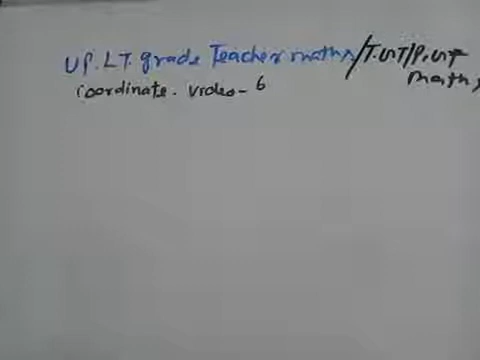 UP. LT. grade Teacher maths/T.GT/P.GT
maths
coordinate. video-6